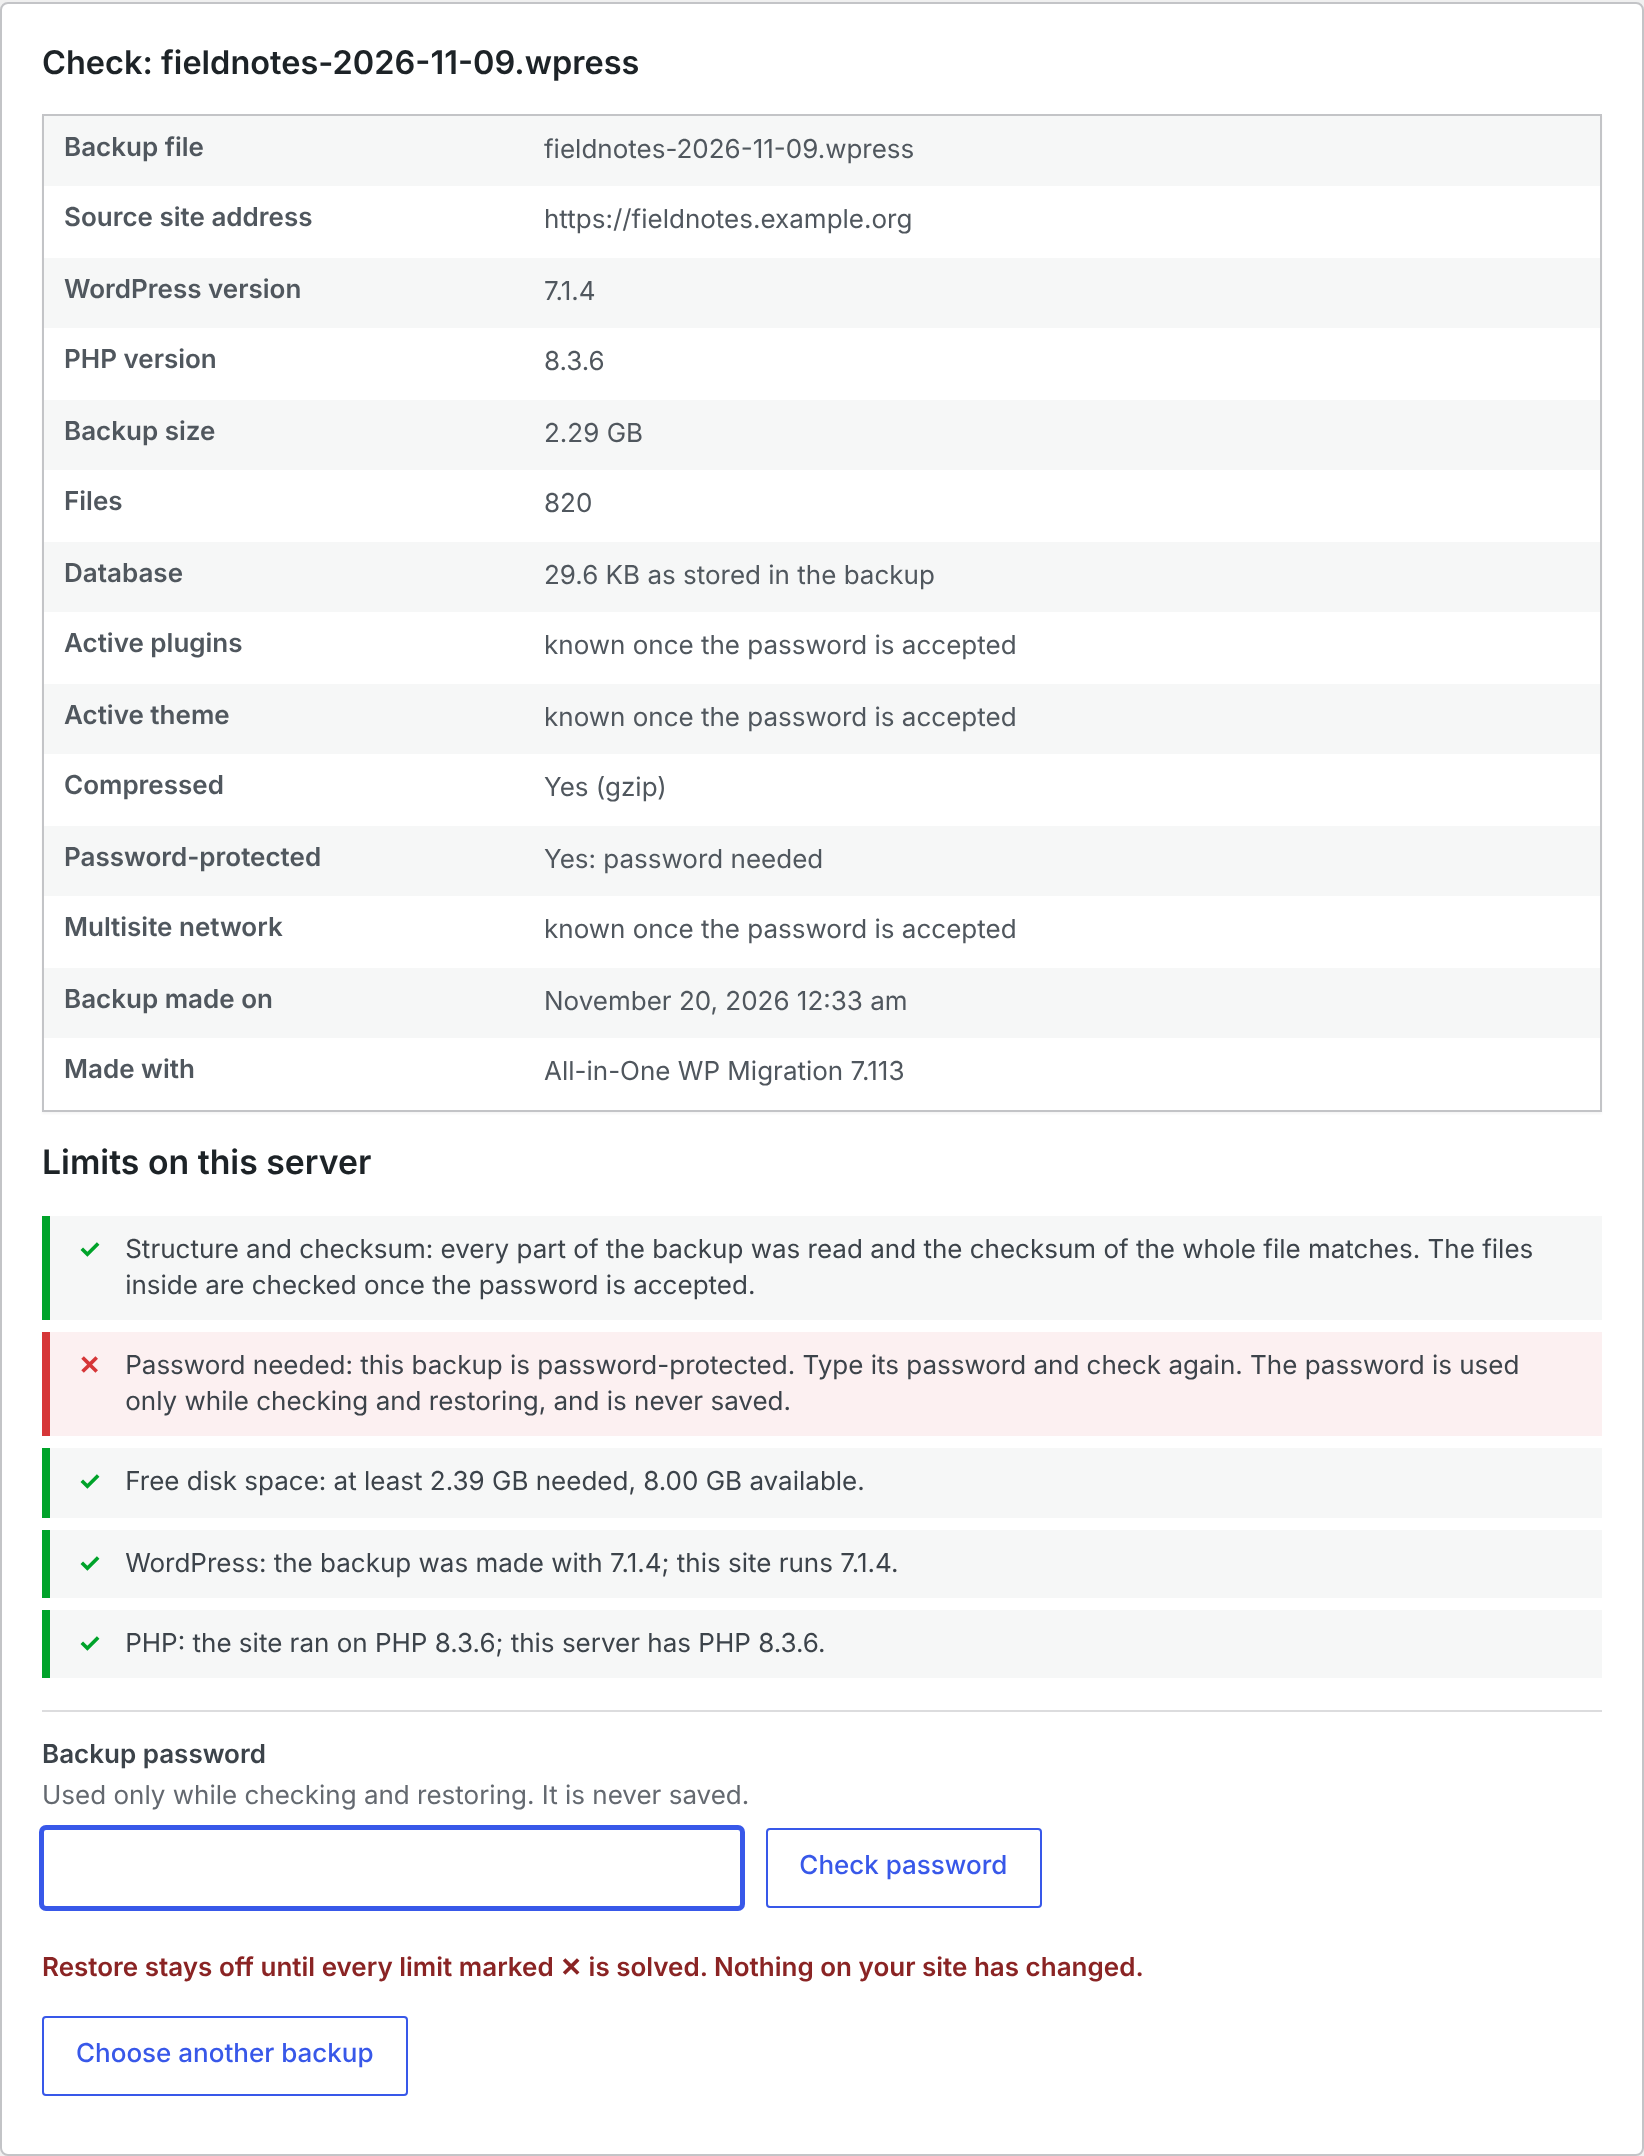 Check: fieldnotes-2026-11-09.wpress
Backup file fieldnotes-2026-11-09.wpress
Source site address https://fieldnotes.example.org
WordPress version 7.1.4
PHP version 8.3.6
Backup size 2.29 GB
Files 820
Database 29.6 KB as stored in the backup
Active plugins known once the password is accepted
Active theme known once the password is accepted
Compressed Yes (gzip)
Password-protected Yes: password needed
Multisite network known once the password is accepted
Backup made on November 20, 2026 12:33 am
Made with All-in-One WP Migration 7.113
Limits on this server
✓ Structure and checksum: every part of the backup was read and the checksum of the whole file matches. The files
inside are checked once the password is accepted.
✕ Password needed: this backup is password-protected. Type its password and check again. The password is used
only while checking and restoring, and is never saved.
✓ Free disk space: at least 2.39 GB needed, 8.00 GB available.
✓ WordPress: the backup was made with 7.1.4; this site runs 7.1.4.
✓ PHP: the site ran on PHP 8.3.6; this server has PHP 8.3.6.
Backup password
Used only while checking and restoring. It is never saved.
Check password
Restore stays off until every limit marked ✕ is solved. Nothing on your site has changed.
Choose another backup